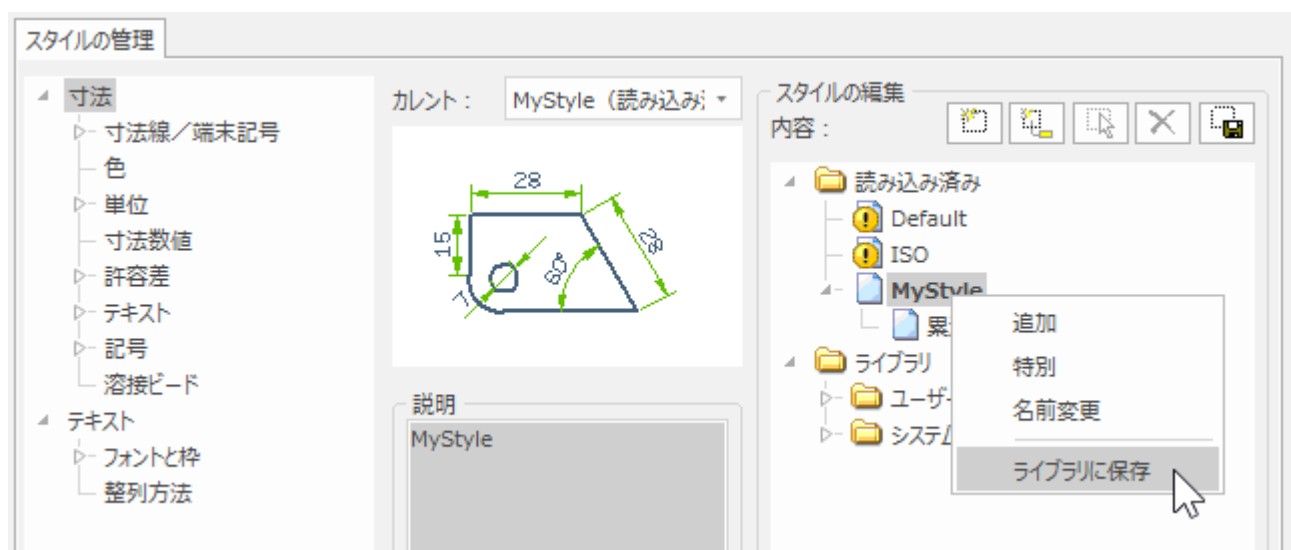 スタイルの管理
寸法
寸法線／端末記号
色
単位
寸法数値
許容差
テキスト
記号
溶接ビード
テキスト
フォントと枠
整列方法
カレント：
MyStyle（読み込み
28
15
80°
7
説明
MyStyle
スタイルの編集
内容：
読み込み済み
Default
ISO
MyStyle
ライブラリ
ユーザー
システム
追加
特別
名前変更
ライブラリに保存